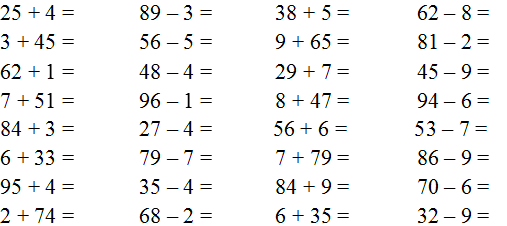 25 + 4 = 89 – 3 = 38 + 5 = 62 – 8 =
3 + 45 = 56 – 5 = 9 + 65 = 81 – 2 =
62 + 1 = 48 – 4 = 29 + 7 = 45 – 9 =
7 + 51 = 96 – 1 = 8 + 47 = 94 – 6 =
84 + 3 = 27 – 4 = 56 + 6 = 53 – 7 =
6 + 33 = 79 – 7 = 7 + 79 = 86 – 9 =
95 + 4 = 35 – 4 = 84 + 9 = 70 – 6 =
2 + 74 = 68 – 2 = 6 + 35 = 32 – 9 =